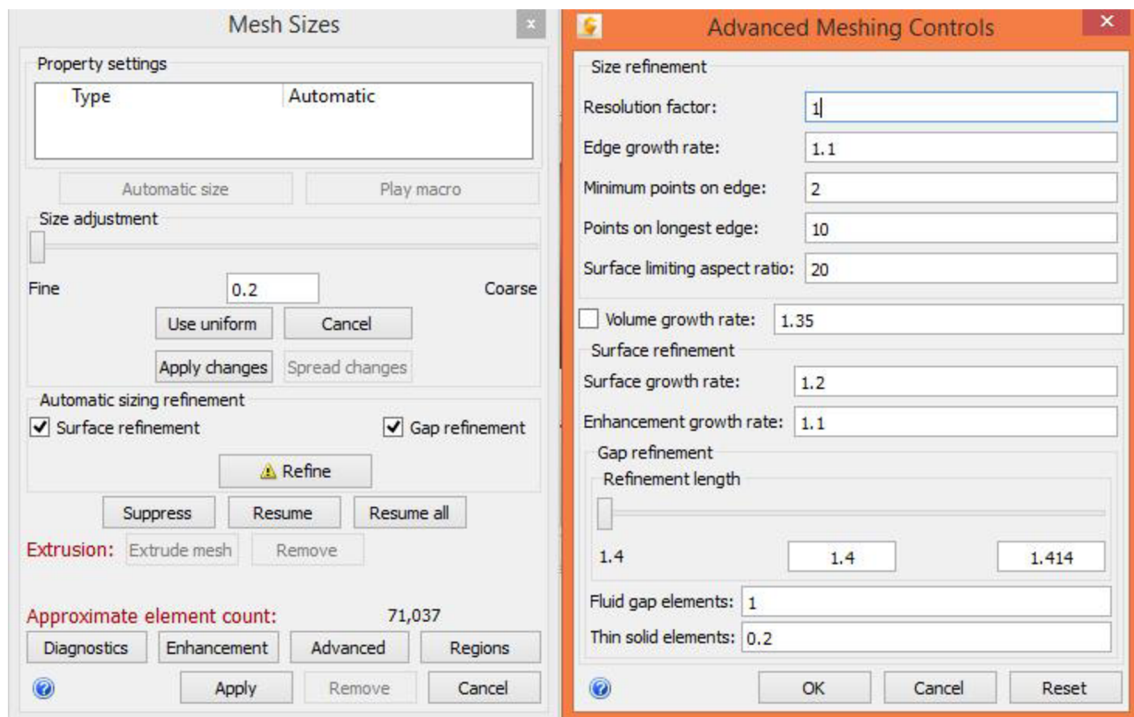 Mesh Sizes
x
Property settings
Type Automatic
Automatic size Play macro
Size adjustment
Fine 0.2 Coarse
Use uniform Cancel
Apply changes Spread changes
Automatic sizing refinement
Surface refinement Gap refinement
Refine
Suppress Resume Resume all
Extrusion: Extrude mesh Remove
Approximate element count: 71,037
Diagnostics Enhancement Advanced Regions
? Apply Remove Cancel
Advanced Meshing Controls
x
Size refinement
Resolution factor: 1
Edge growth rate: 1.1
Minimum points on edge: 2
Points on longest edge: 10
Surface limiting aspect ratio: 20
Volume growth rate: 1.35
Surface refinement
Surface growth rate: 1.2
Enhancement growth rate: 1.1
Gap refinement
Refinement length
1.4 1.4 1.414
Fluid gap elements: 1
Thin solid elements: 0.2
? OK Cancel Reset